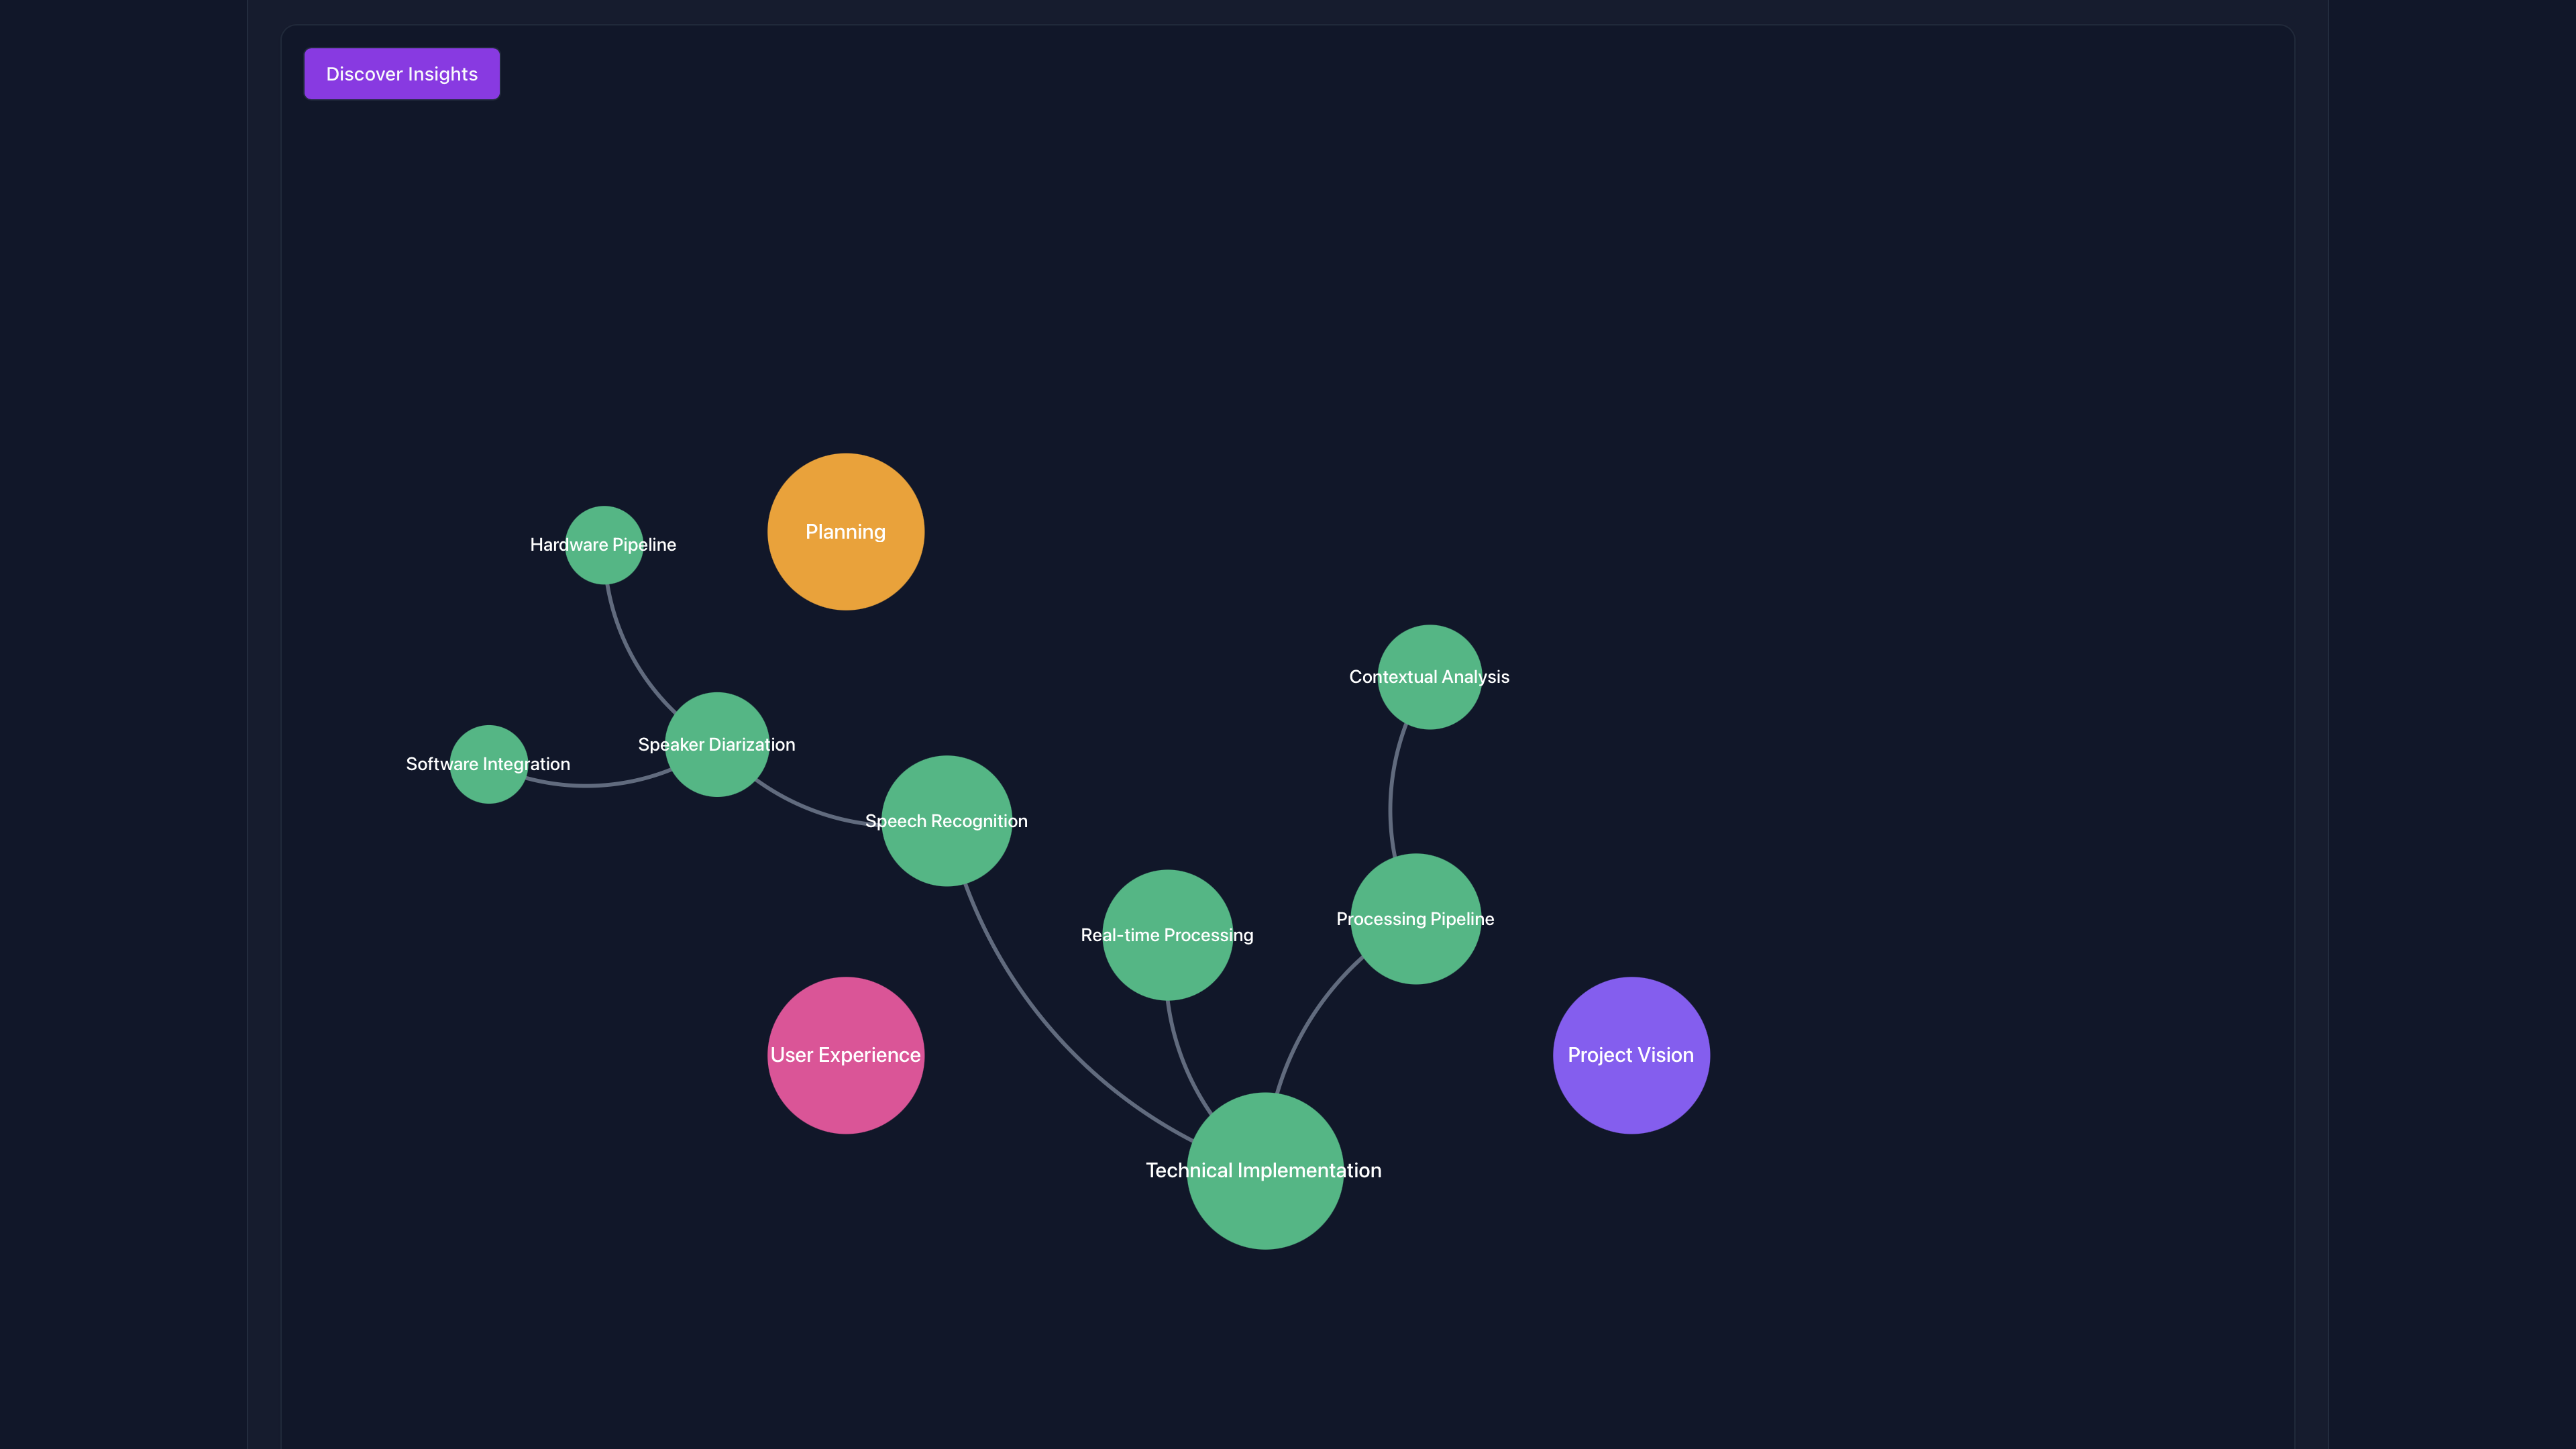 Discover Insights
Planning
Hardware Pipeline
Contextual Analysis
Speaker Diarization
Software Integration
Speech Recognition
Processing Pipeline
Real-time Processing
User Experience
Project Vision
Technical Implementation